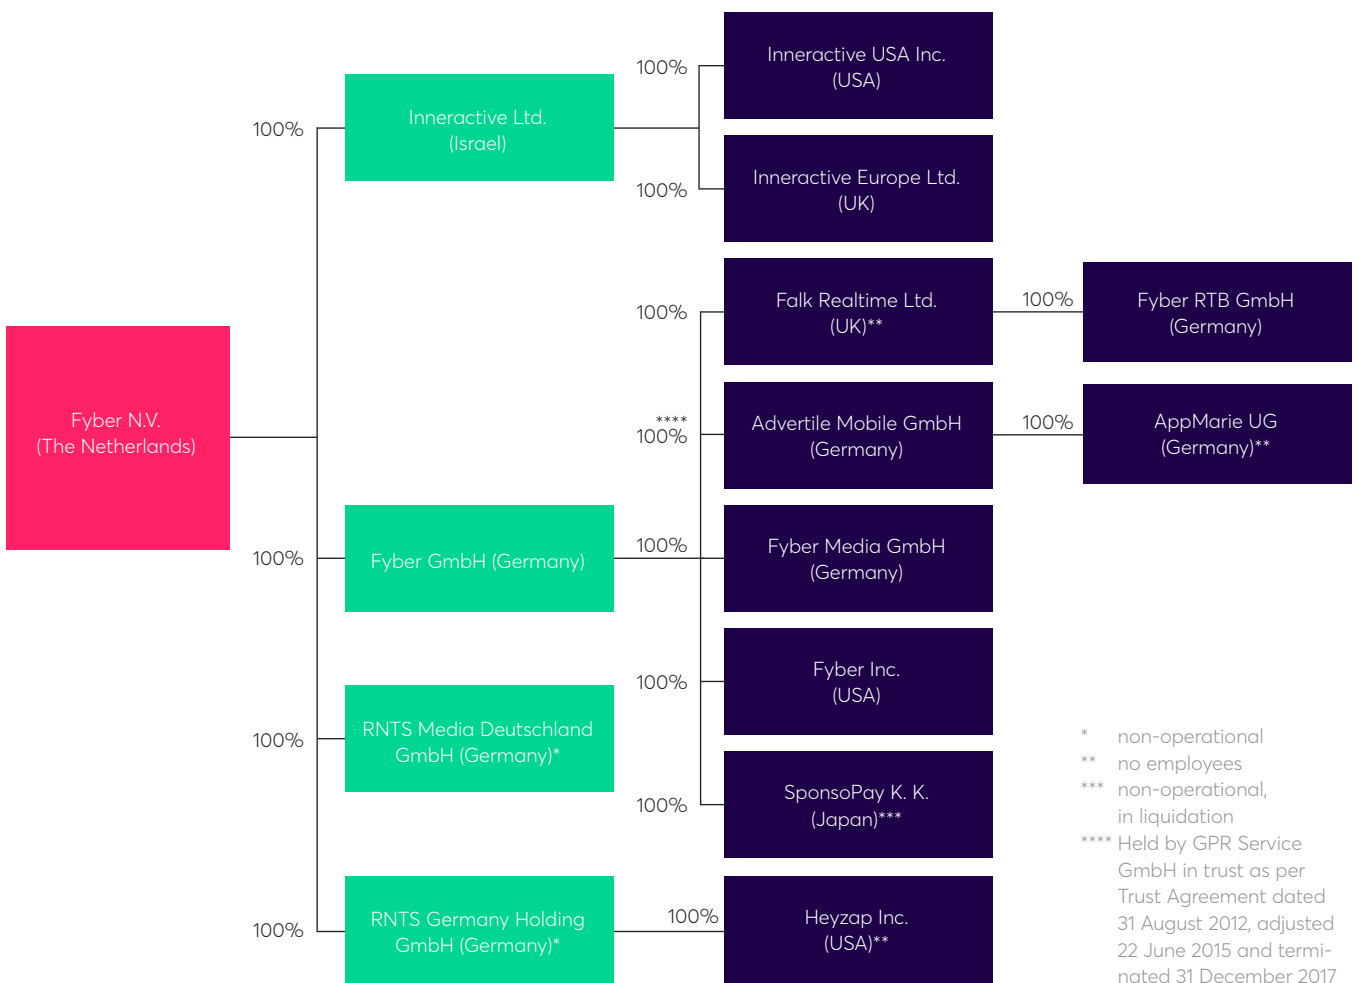 100%
Inneractive USA Inc.
(USA)
100%
Inneractive Ltd.
(Israel)
100%
Inneractive Europe Ltd.
(UK)
100%
Falk Realtime Ltd.
(UK)**
100%
Fyber RTB GmbH
(Germany)
Fyber N.V.
(The Netherlands)
****
100%
Advertile Mobile GmbH
(Germany)
100%
AppMarie UG
(Germany)**
100%
Fyber GmbH (Germany)
100%
Fyber Media GmbH
(Germany)
100%
Fyber Inc.
(USA)
100%
RNTS Media Deutschland
GmbH (Germany)*
100%
SponsoPay K. K.
(Japan)***
100%
RNTS Germany Holding
GmbH (Germany)*
100%
Heyzap Inc.
(USA)**
* non-operational
** no employees
*** non-operational,
in liquidation
**** Held by GPR Service
GmbH in trust as per
Trust Agreement dated
31 August 2012, adjusted
22 June 2015 and termi-
nated 31 December 2017